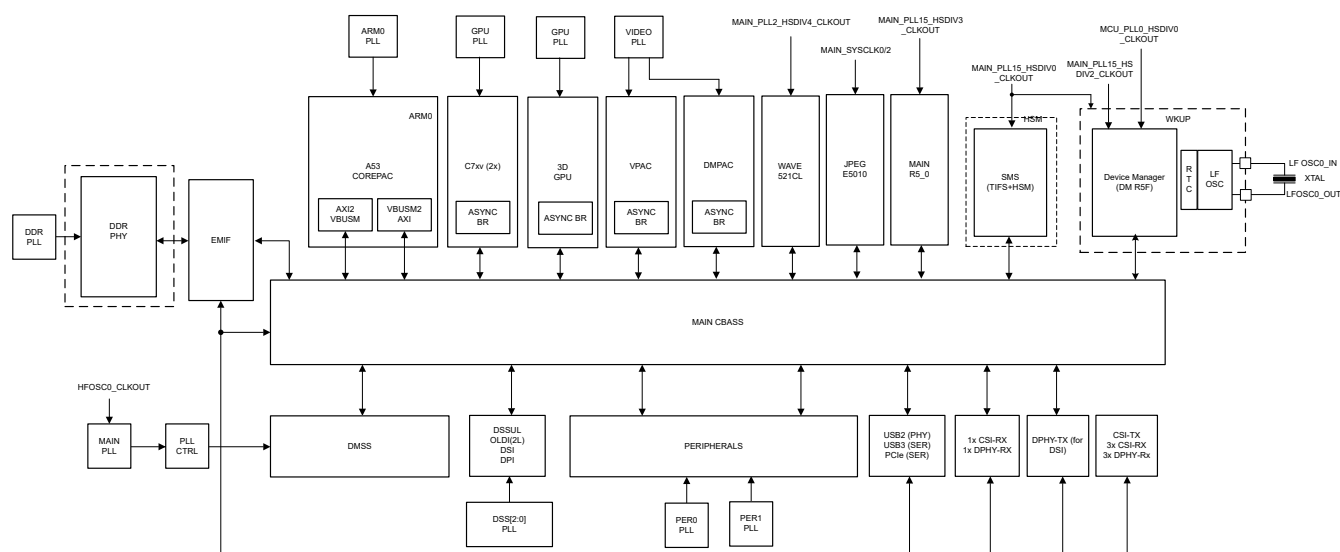 ARM0
PLL
GPU
PLL
GPU
PLL
VIDEO
PLL
MAIN_PLL2_HSDIV4_CLKOUT
MAIN_SYSCLK0/2
MAIN_PLL15_HSDIV3
_CLKOUT
MAIN_PLL15_HSDIV0
_CLKOUT
MCU_PLL0_HSDIV0
_CLKOUT
MAIN_PLL15_HS
DIV2_CLKOUT
ARM0
A53
COREPAC
AXI2
VBUSM
VBUSM2
AXI
C7xv (2x)
ASYNC
BR
3D
GPU
ASYNC BR
VPAC
ASYNC
BR
DMPAC
ASYNC
BR
WAVE
521CL
JPEG
E5010
MAIN
R5_0
HSM
SMS
(TIFS+HSM)
WKUP
Device Manager
(DM R5F)
R
T
C
LF
OSC
LF OSC0_IN
XTAL
LFOSC0_OUT
DDR
PLL
DDR
PHY
EMIF
MAIN CBASS
HFOSC0_CLKOUT
MAIN
PLL
PLL
CTRL
DMSS
DSSUL
OLDI(2L)
DSI
DPI
PERIPHERALS
USB2 (PHY)
USB3 (SER)
PCIe (SER)
1x CSI-RX
1x DPHY-RX
DPHY-TX (for
DSI)
CSI-TX
3x CSI-RX
3x DPHY-Rx
DSS[2:0]
PLL
PER0
PLL
PER1
PLL